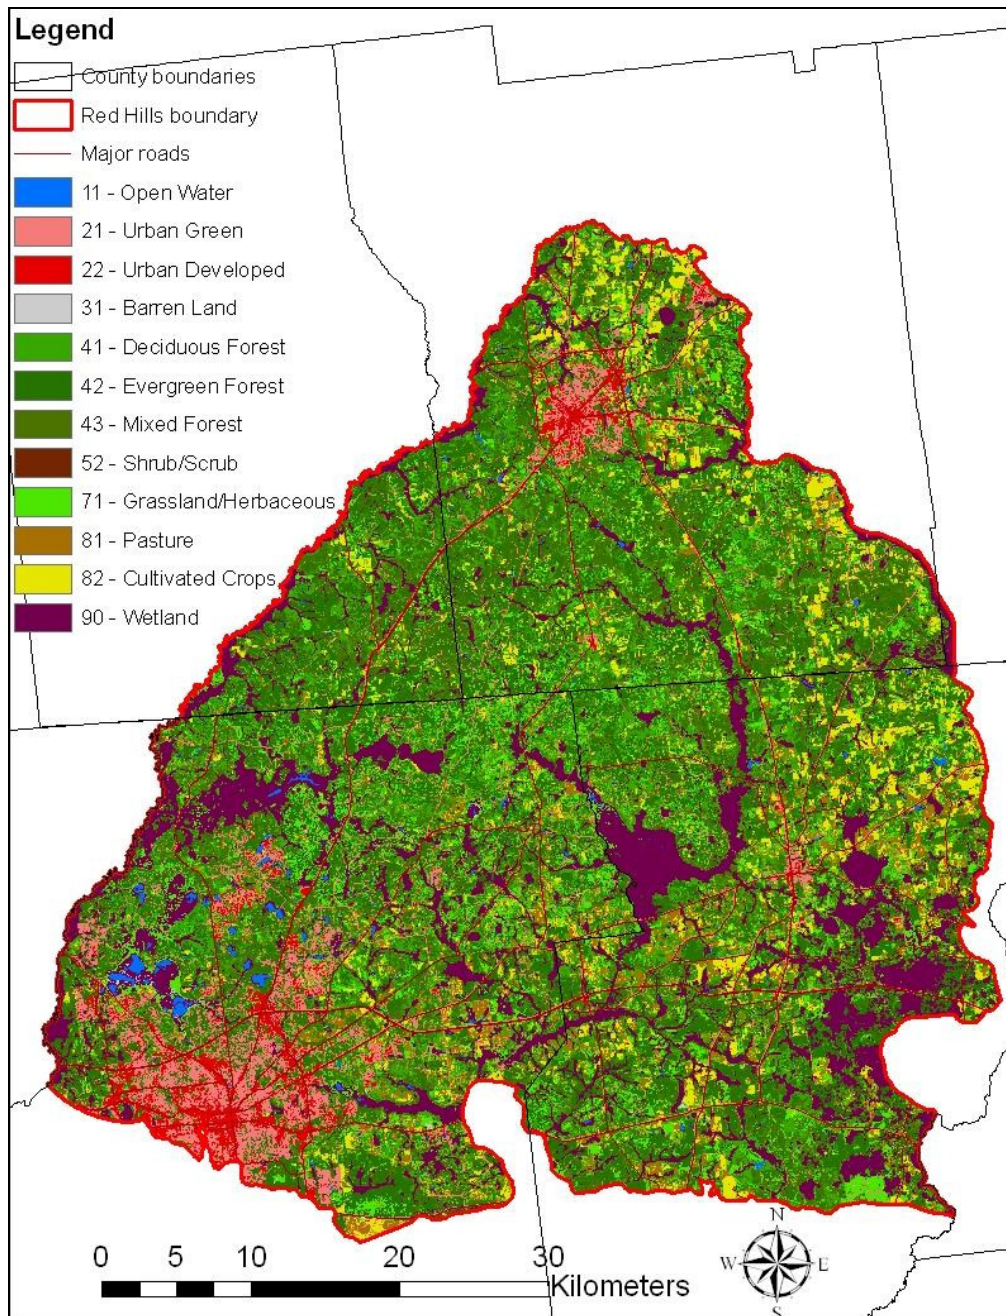 Legend
County boundaries
Red Hills boundary
Major roads
11 - Open Water
21 - Urban Green
22 - Urban Developed
31 - Barren Land
41 - Deciduous Forest
42 - Evergreen Forest
43 - Mixed Forest
52 - Shrub/Scrub
71 - Grassland/Herbaceous
81 - Pasture
82 - Cultivated Crops
90 - Wetland
N
W E
S
0 5 10 20 30
Kilometers